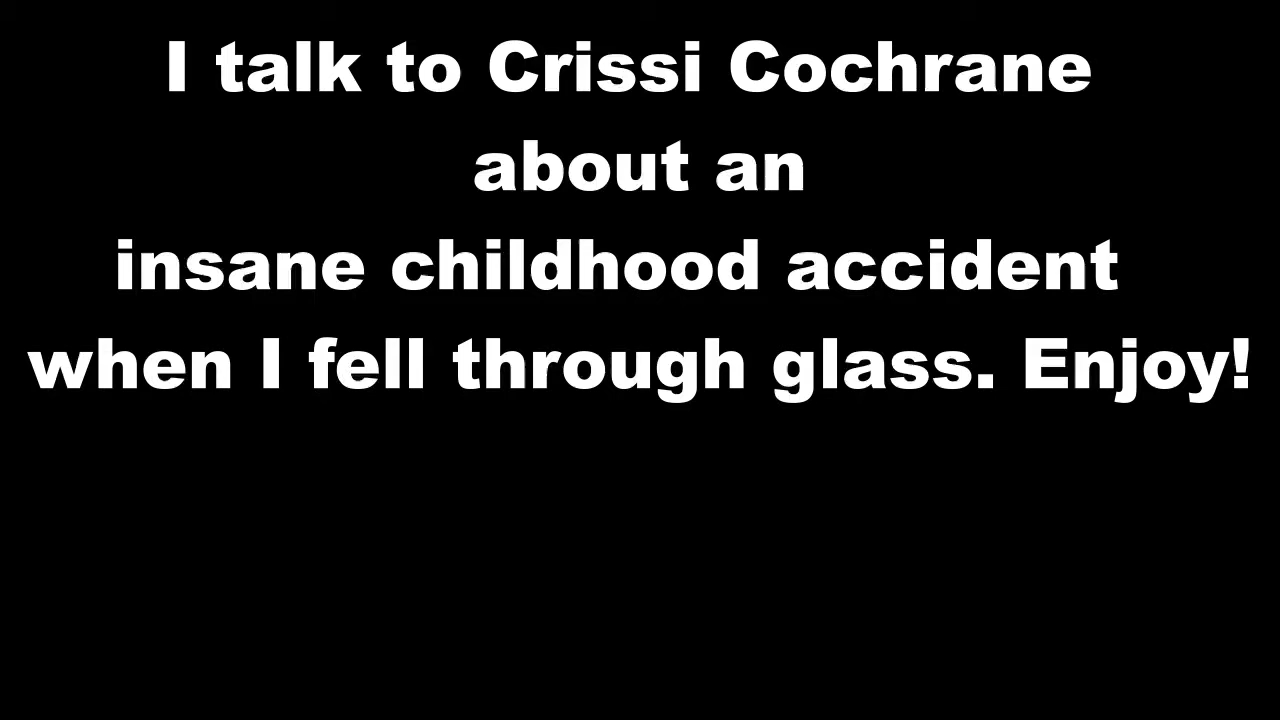 I talk to Crissi Cochrane
about an
insane childhood accident
when I fell through glass. Enjoy!